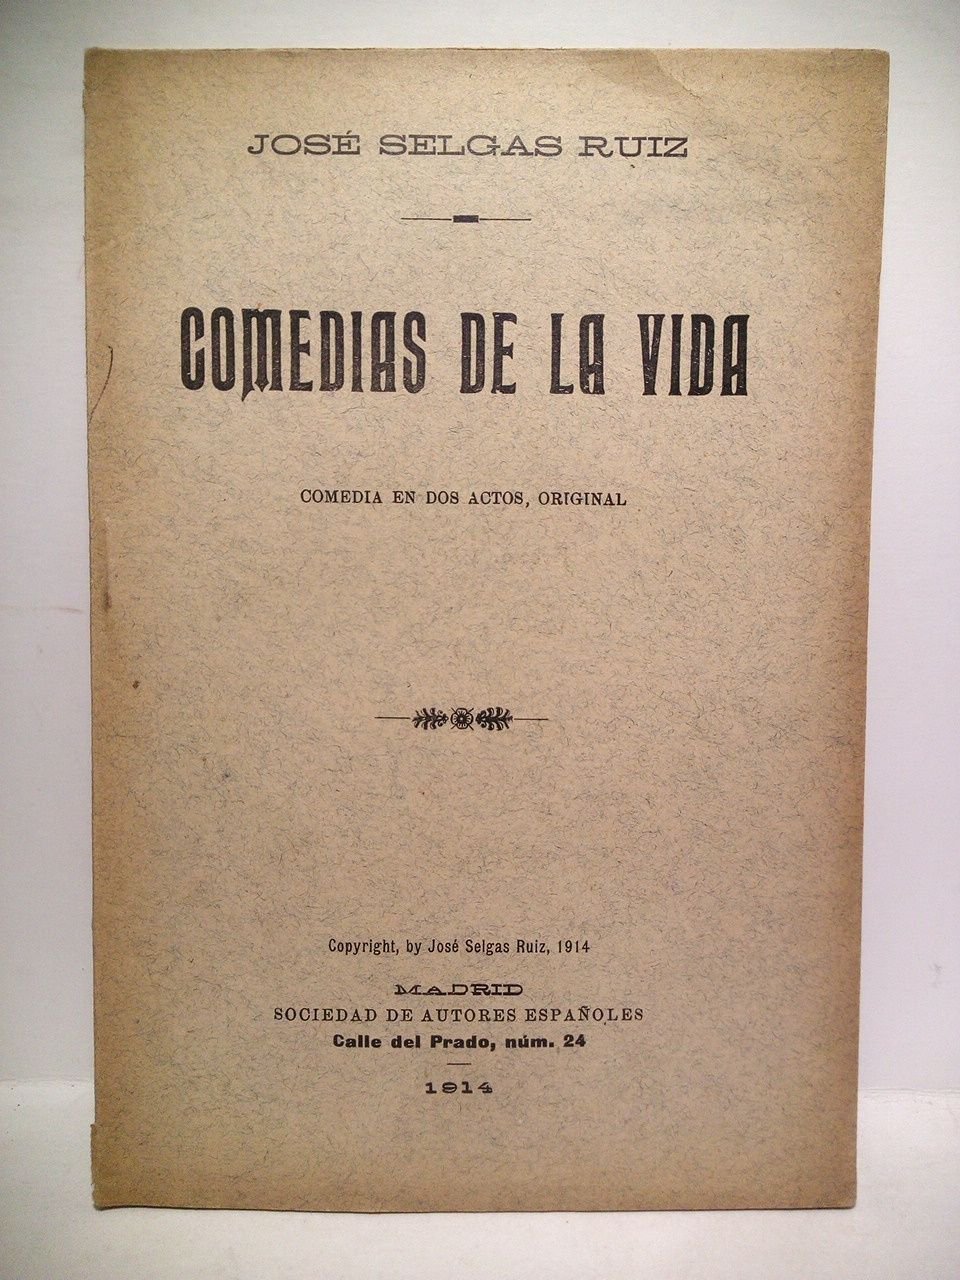 JOSÉ SELGAS RUIZ
COMEDIAS DE LA VIDA
COMEDIA EN DOS ACTOS, ORIGINAL
Copyright, by José Selgas Ruiz, 1914
MADRID
SOCIEDAD DE AUTORES ESPAÑOLES
Calle del Prado, núm. 24
1914